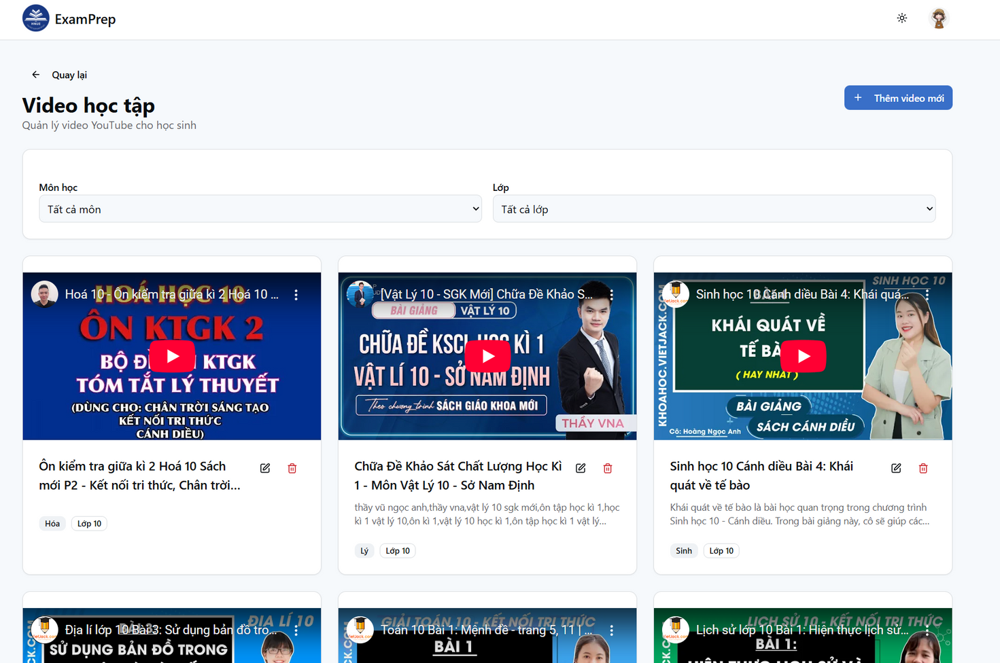 HNUE
ExamPrep
Quay lại
Video học tập
Quản lý video YouTube cho học sinh
Thêm video mới
Môn học
Lớp
Tất cả môn
Tất cả lớp
HOÁ HỌC 10
Hoá 10 - Ôn kiểm tra giữa kì 2 Hoá 10 ...
ÔN KTGK 2
KTGK
TÓM TẮT LÝ THUYẾT
(DÙNG CHO: CHÂN TRỜI SÁNG TẠO
KẾT NỐI TRI THỨC
CÁNH DIỀU)
Ôn kiểm tra giữa kì 2 Hoá 10 Sách
mới P2 - Kết nối tri thức, Chân trời...
Hóa
Lớp 10
[Vật Lý 10 - SGK Mới] Chữa Đề Khảo S...
BÀI GIẢNG
VẬT LÝ 10
CHỮA ĐỀ KSCL HỌC KÌ 1
VẬT LÍ 10 - SỞ NAM ĐỊNH
Theo chương trình SÁCH GIÁO KHOA MỚI
THẦY VNA
Chữa Đề Khảo Sát Chất Lượng Học Kì
1 - Môn Vật Lý 10 - Sở Nam Định
thầy vũ ngọc anh,thầy vna,vật lý 10 sgk mới,ôn tập học kì 1,học
kì 1 vật lý 10,ôn kì 1,vật lý 10 học kì 1,ôn tập học kì 1 vật lý...
Lý
Lớp 10
SINH HỌC 10
Sinh học 10 Cánh diều Bài 4: Khái quá...
KHÁI QUÁT VỀ
TẾ BÀO
( HAY NHẤT )
KHOAHOC.VIETJACK.COM
BÀI GIẢNG
SÁCH CÁNH DIỀU
Cô: Hoàng Ngọc Anh
Sinh học 10 Cánh diều Bài 4: Khái
quát về tế bào
Khái quát về tế bào là bài học quan trọng trong chương trình
Sinh học 10 - Cánh diều. Trong bài giảng này, cô sẽ giúp các...
Sinh
Lớp 10
ĐỊA LÍ 10
Địa lí lớp 10 Bài 3: Sử dụng bản đồ tro...
BÀI 3:
SỬ DỤNG BẢN ĐỒ TRONG
GIẢI TOÁN 10 - KẾT NỐI TRI THỨC
Toán 10 Bài 1: Mệnh đề - trang 5, 11 | ...
BÀI 1
LỊCH SỬ 10 - KẾT NỐI TRI THỨC
Lịch sử lớp 10 Bài 1: Hiện thực lịch sử...
BÀI 1: